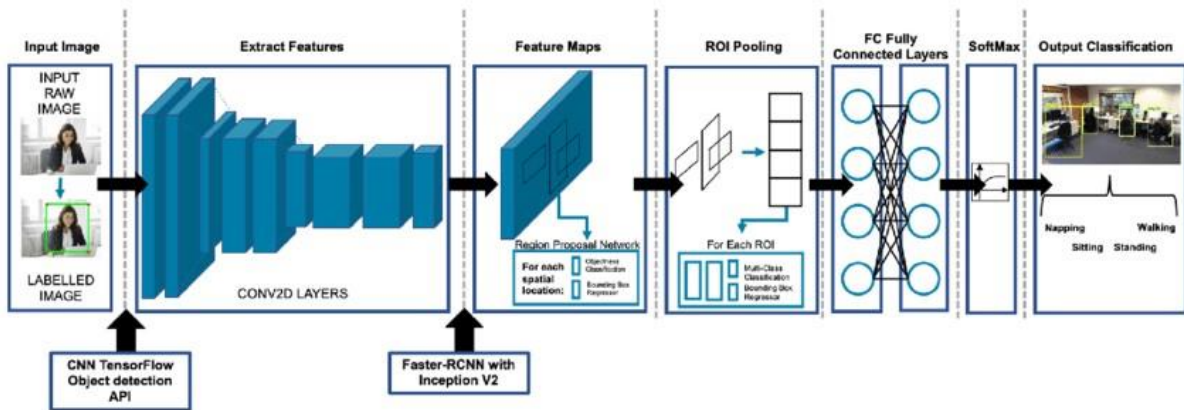 Input Image
Extract Features
Feature Maps
ROI Pooling
FC Fully
Connected Layers
SoftMax
Output Classification
INPUT
RAW
IMAGE
LABELLED
IMAGE
CONV2D LAYERS
Region Proposal Network
For each
spatial
location:
Objectness
Classification
Bounding Box
Regressor
For Each ROI
Multi-Class
Classification
Bounding Box
Regressor
Napping
Walking
Sitting
Standing
CNN TensorFlow
Object detection
API
Faster-RCNN with
Inception V2